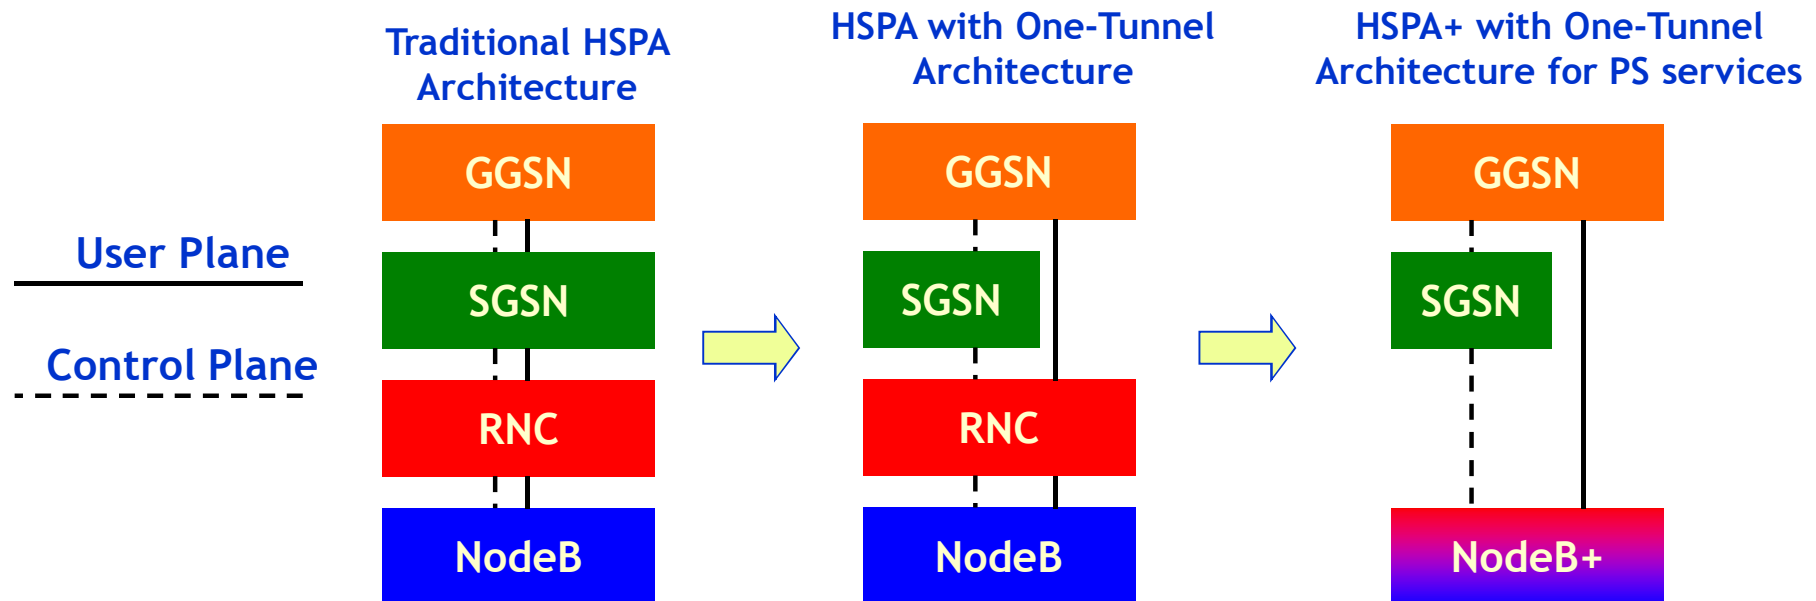 Traditional HSPA
Architecture
HSPA with One-Tunnel
Architecture
HSPA+ with One-Tunnel
Architecture for PS services
User Plane
Control Plane
GGSN
SGSN
RNC
NodeB
GGSN
SGSN
RNC
NodeB
GGSN
SGSN
NodeB+